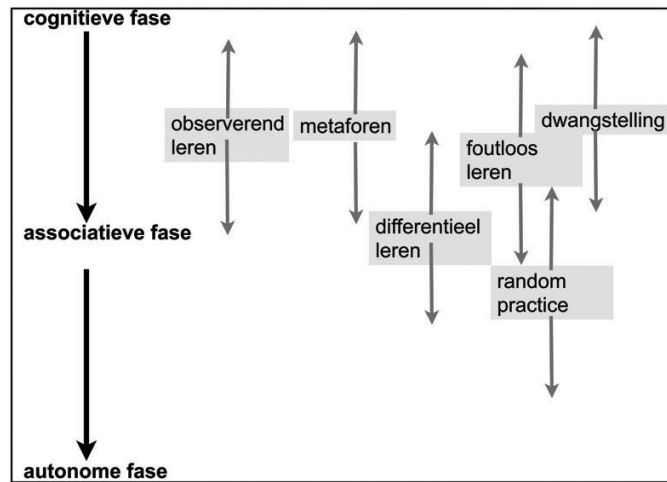 cognitieve fase
observerend
leren
metaforen
foutloos
leren
dwangstelling
associatieve fase
differentieel
leren
random
practice
autonome fase